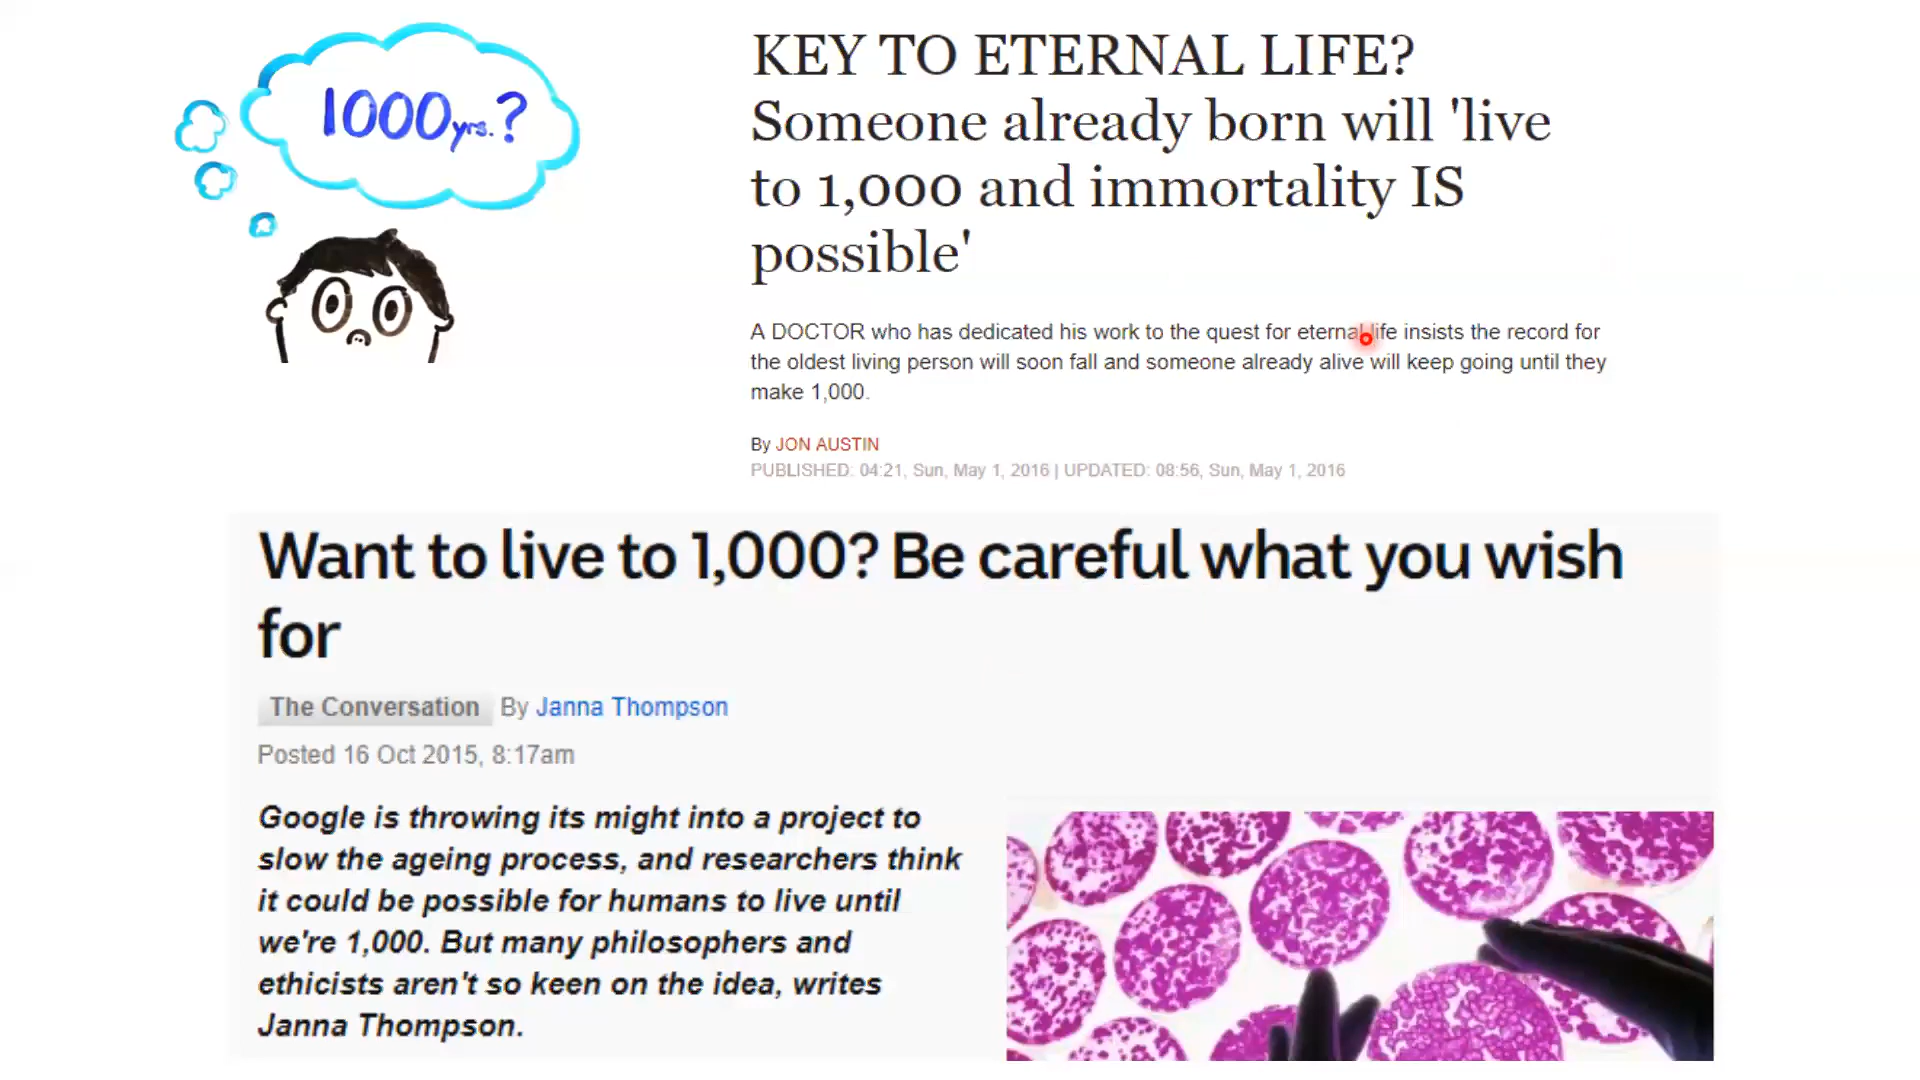 1000yrs.?
KEY TO ETERNAL LIFE?
Someone already born will 'live
to 1,000 and immortality IS
possible'
A DOCTOR who has dedicated his work to the quest for eternal life insists the record for
the oldest living person will soon fall and someone already alive will keep going until they
make 1,000.
By JON AUSTIN
PUBLISHED: 04:21, Sun, May 1, 2016 | UPDATED: 08:56, Sun, May 1, 2016
Want to live to 1,000? Be careful what you wish
for
The Conversation By Janna Thompson
Posted 16 Oct 2015, 8:17am
Google is throwing its might into a project to
slow the ageing process, and researchers think
it could be possible for humans to live until
we're 1,000. But many philosophers and
ethicists aren't so keen on the idea, writes
Janna Thompson.